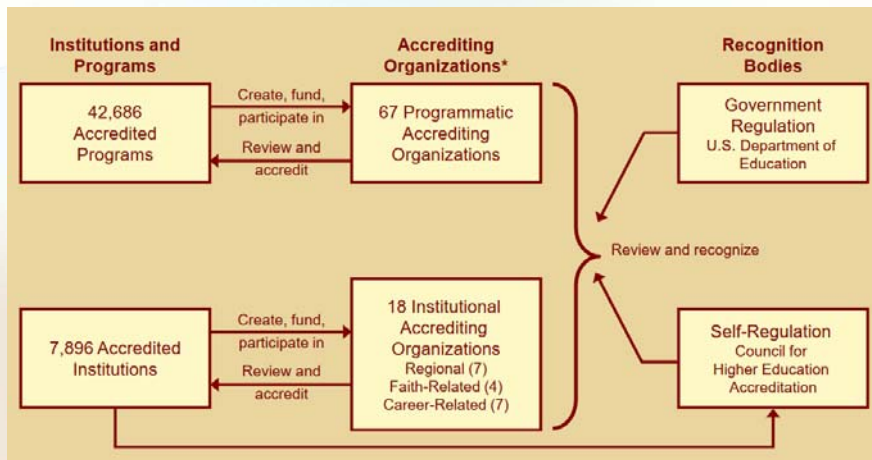 Institutions and
Programs
Accrediting
Organizations*
Recognition
Bodies
42,686
Accredited
Programs
Create, fund,
participate in
Review and
accredit
67 Programmatic
Accrediting
Organizations
Government
Regulation
U.S. Department of
Education
Review and recognize
7,896 Accredited
Institutions
Create, fund,
participate in
Review and
accredit
18 Institutional
Accrediting
Organizations
Regional (7)
Faith-Related (4)
Career-Related (7)
Self-Regulation
Council for
Higher Education
Accreditation